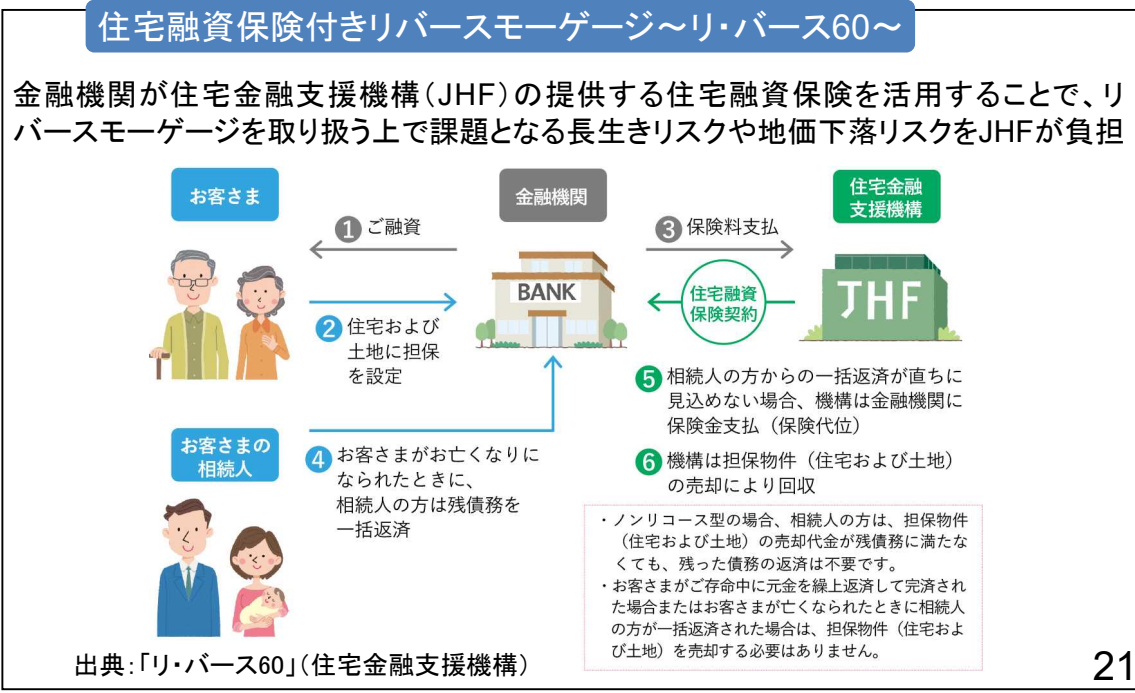 住宅融資保険付きリバースモーゲージ～リ・バース60～
金融機関が住宅金融支援機構（JHF）の提供する住宅融資保険を活用することで、リ
バースモーゲージを取り扱う上で課題となる長生きリスクや地価下落リスクをJHFが負担
お客さま
金融機関
住宅金融
支援機構
1 ご融資
3 保険料支払
BANK
住宅融資
保険契約
JHF
2 住宅および
土地に担保
を設定
お客さまの
相続人
4 お客さまがお亡くなりに
なられたときに、
相続人の方は残債務を
一括返済
5 相続人の方からの一括返済が直ちに
見込めない場合、機構は金融機関に
保険金支払（保険代位）
6 機構は担保物件（住宅および土地）
の売却により回収
・ノンリコース型の場合、相続人の方は、担保物件
（住宅および土地）の売却代金が残債務に満たな
くても、残った債務の返済は不要です。
・お客さまがご存命中に元金を繰上返済して完済され
た場合またはお客さまが亡くなられたときに相続人
の方が一括返済された場合は、担保物件（住宅およ
び土地）を売却する必要はありません。
出典：「リ・バース60」（住宅金融支援機構）
21